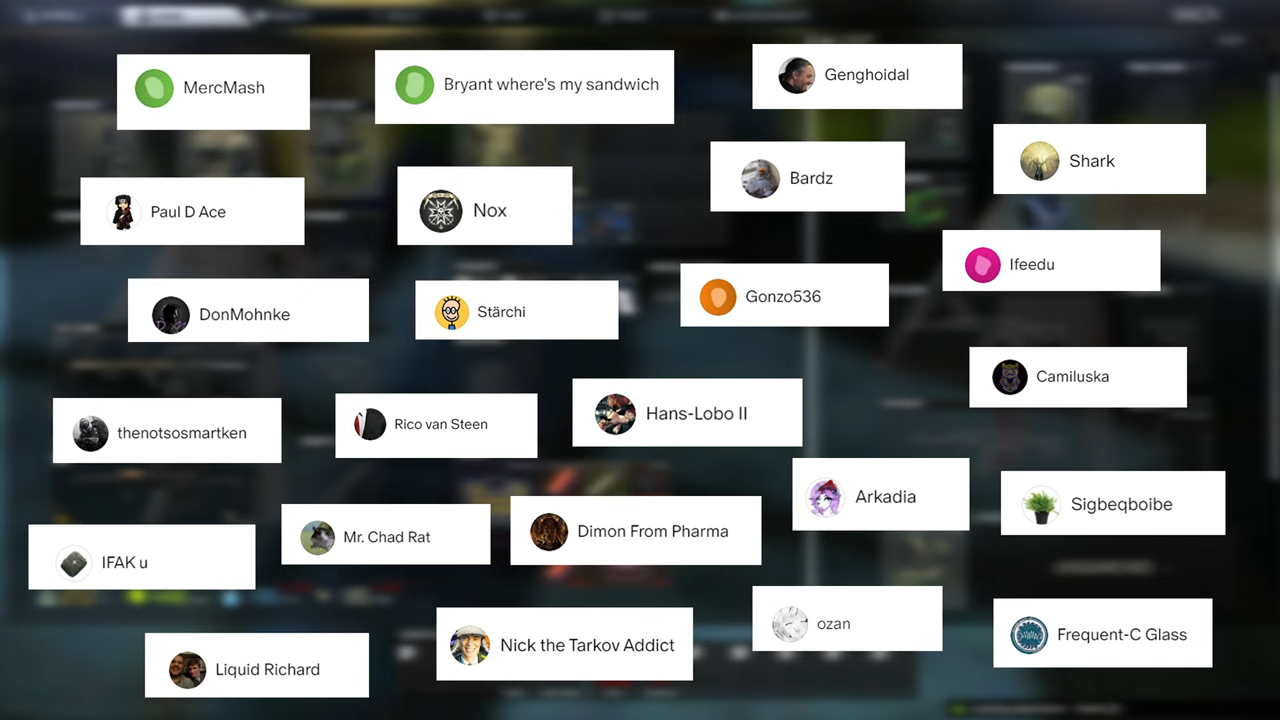 MercMash
Bryant where's my sandwich
Genghoidal
Shark
Bardz
Paul D Ace
Nox
Ifeedu
Gonzo536
DonMohnke
Stärchi
Camiluska
Hans-Lobo II
Rico van Steen
thenotsosmartken
Arkadia
Sigbeqboibe
Dimon From Pharma
Mr. Chad Rat
IFAK u
ozan
Frequent-C Glass
Nick the Tarkov Addict
Liquid Richard